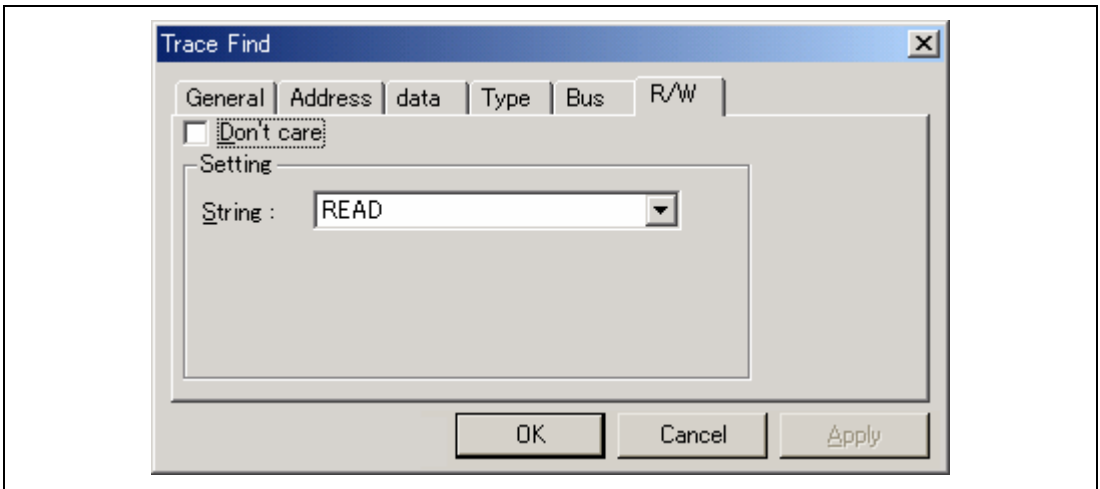 Trace Find
General Address data Type Bus R/W
Don't care
Setting
String : READ
OK Cancel Apply